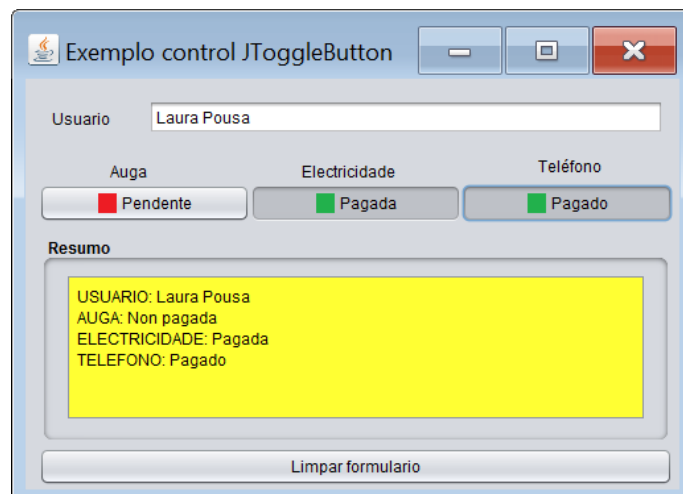 Exemplo control JToggleButton
Usuario Laura Pousa
Auga Electricidade Teléfono
Pendente Pagada Pagado
Resumo
USUARIO: Laura Pousa
AUGA: Non pagada
ELECTRICIDADE: Pagada
TELEFONO: Pagado
Limpar formulario